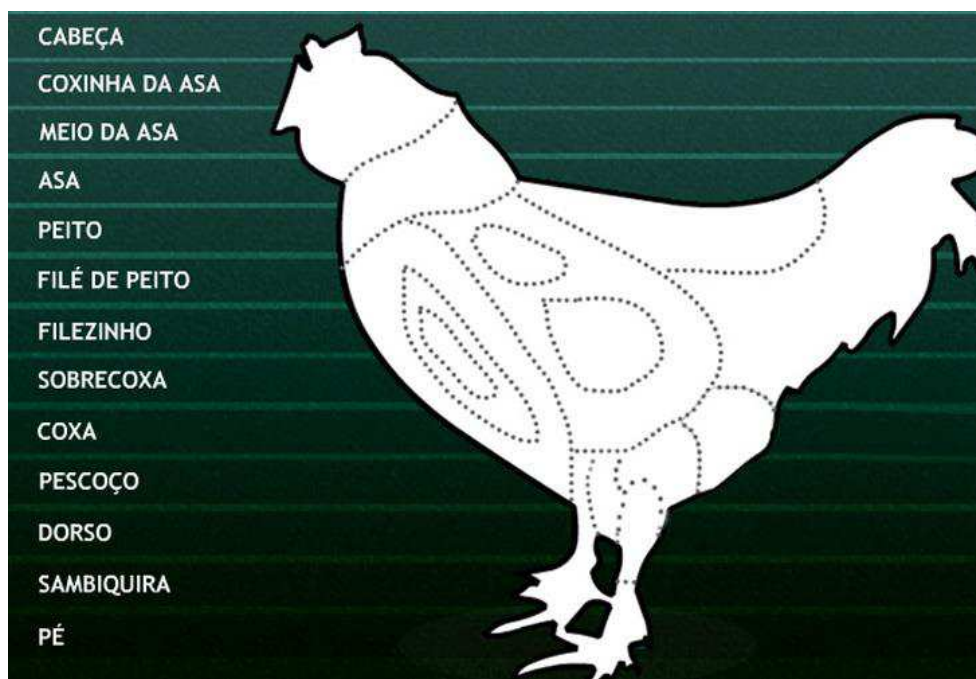 CABEÇA
COXINHA DA ASA
MEIO DA ASA
ASA
PEITO
FILÉ DE PEITO
FILEZINHO
SOBRECOXA
COXA
PESCOÇO
DORSO
SAMBIQUIRA
PÉ